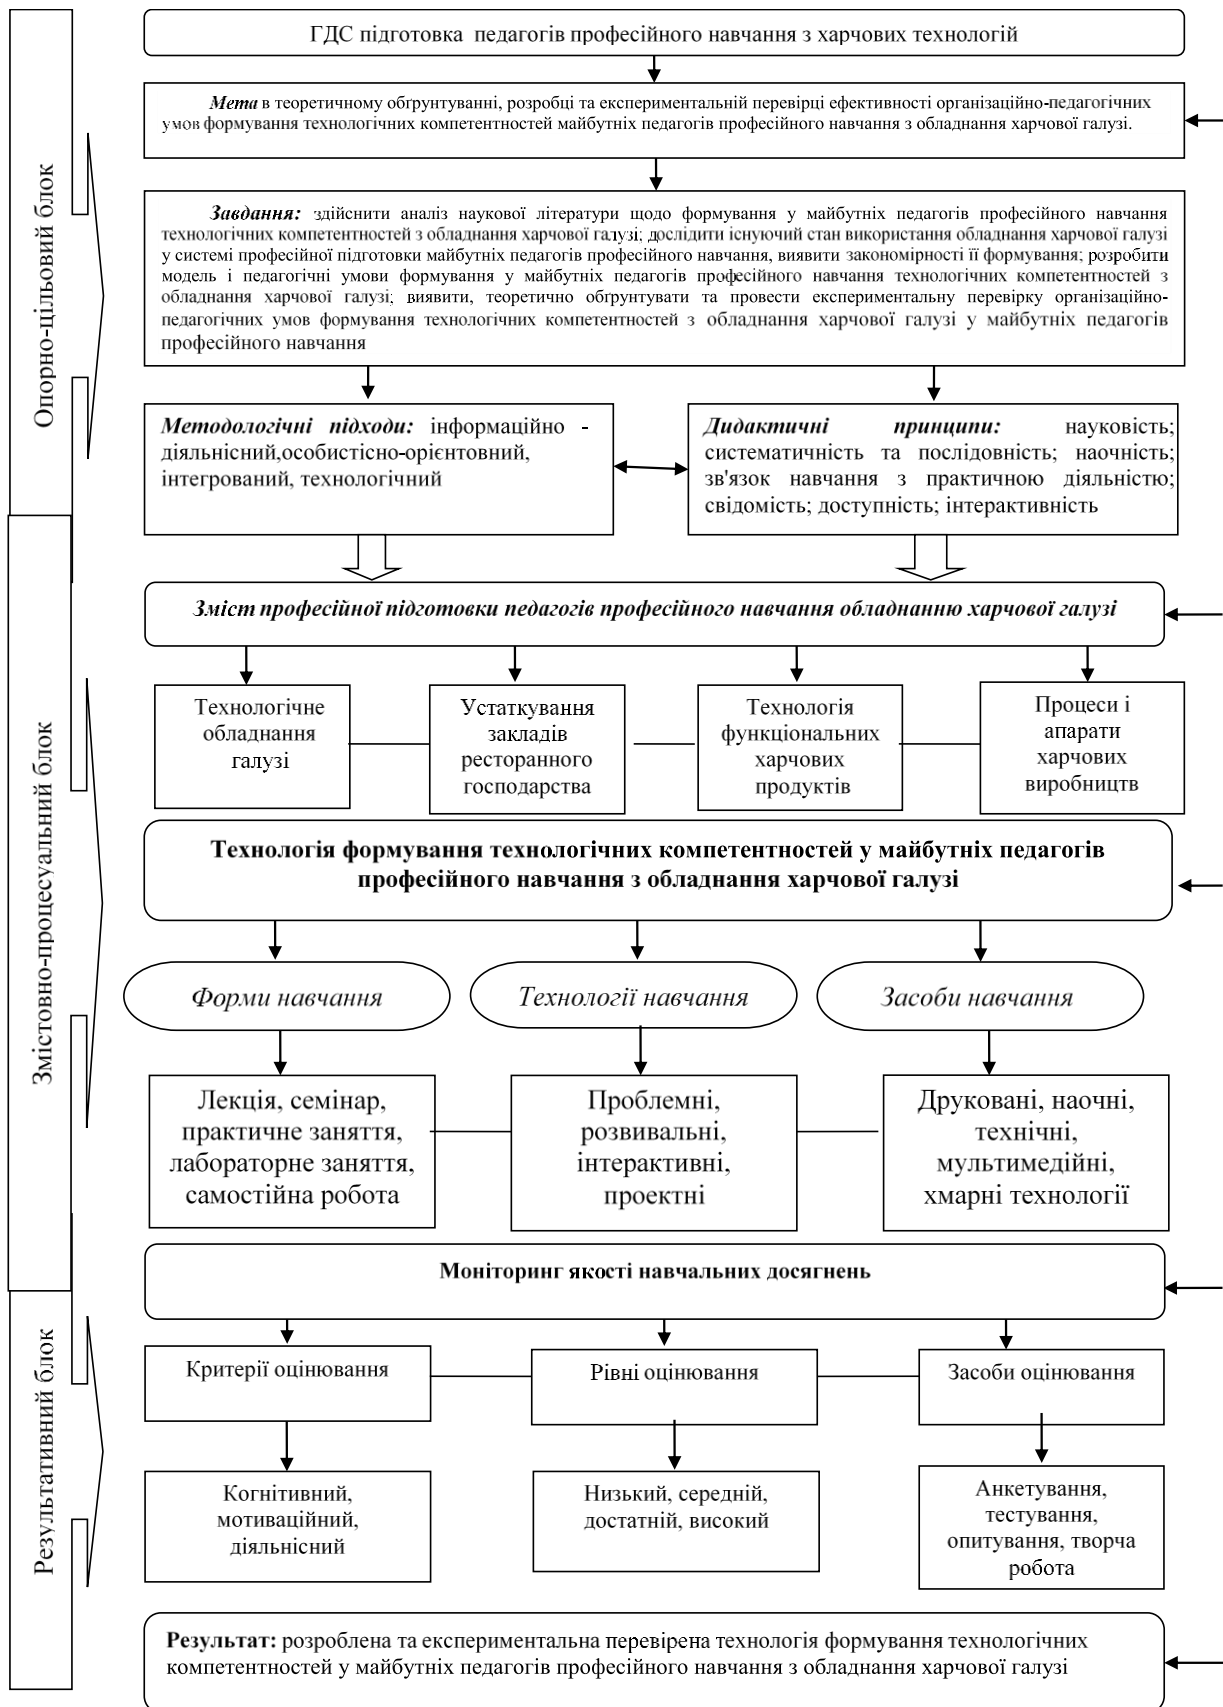 ГДС підготовка педагогів професійного навчання з харчових технологій
Мета в теоретичному обґрунтуванні, розробці та експериментальній перевірці ефективності організаційно-педагогічних
умов формування технологічних компетентностей майбутніх педагогів професійного навчання з обладнання харчової галузі.
Завдання: здійснити аналіз наукової літератури щодо формування у майбутніх педагогів професійного навчання
технологічних компетентностей з обладнання харчової галузі; дослідити існуючий стан використання обладнання харчової галузі
у системі професійної підготовки майбутніх педагогів професійного навчання, виявити закономірності її формування; розробити
модель і педагогічні умови формування у майбутніх педагогів професійного навчання технологічних компетентностей з
обладнання харчової галузі; виявити, теоретично обґрунтувати та провести експериментальну перевірку організаційно-
педагогічних умов формування технологічних компетентностей з обладнання харчової галузі у майбутніх педагогів
професійного навчання
Опорно-цільовий блок
Методологічні підходи: інформаційно -
діяльнісний,особистісно-орієнтовний,
інтегрований, технологічний
Дидактичні принципи: науковість;
систематичність та послідовність; наочність;
зв'язок навчання з практичною діяльністю;
свідомість; доступність; інтерактивність
Зміст професійної підготовки педагогів професійного навчання обладнанню харчової галузі
Технологічне
обладнання
галузі
Устаткування
закладів
ресторанного
господарства
Технологія
функціональних
харчових
продуктів
Процеси і
апарати
харчових
виробництв
Змістовно-процесуальний блок
Технологія формування технологічних компетентностей у майбутніх педагогів
професійного навчання з обладнання харчової галузі
Форми навчання
Технології навчання
Засоби навчання
Лекція, семінар,
практичне заняття,
лабораторне заняття,
самостійна робота
Проблемні,
розвивальні,
інтерактивні,
проектні
Друковані, наочні,
технічні,
мультимедійні,
хмарні технології
Моніторинг якості навчальних досягнень
Результативний блок
Критерії оцінювання
Рівні оцінювання
Засоби оцінювання
Когнітивний,
мотиваційний,
діяльнісний
Низький, середній,
достатній, високий
Анкетування,
тестування,
опитування, творча
робота
Результат: розроблена та експериментальна перевірена технологія формування технологічних
компетентностей у майбутніх педагогів професійного навчання з обладнання харчової галузі